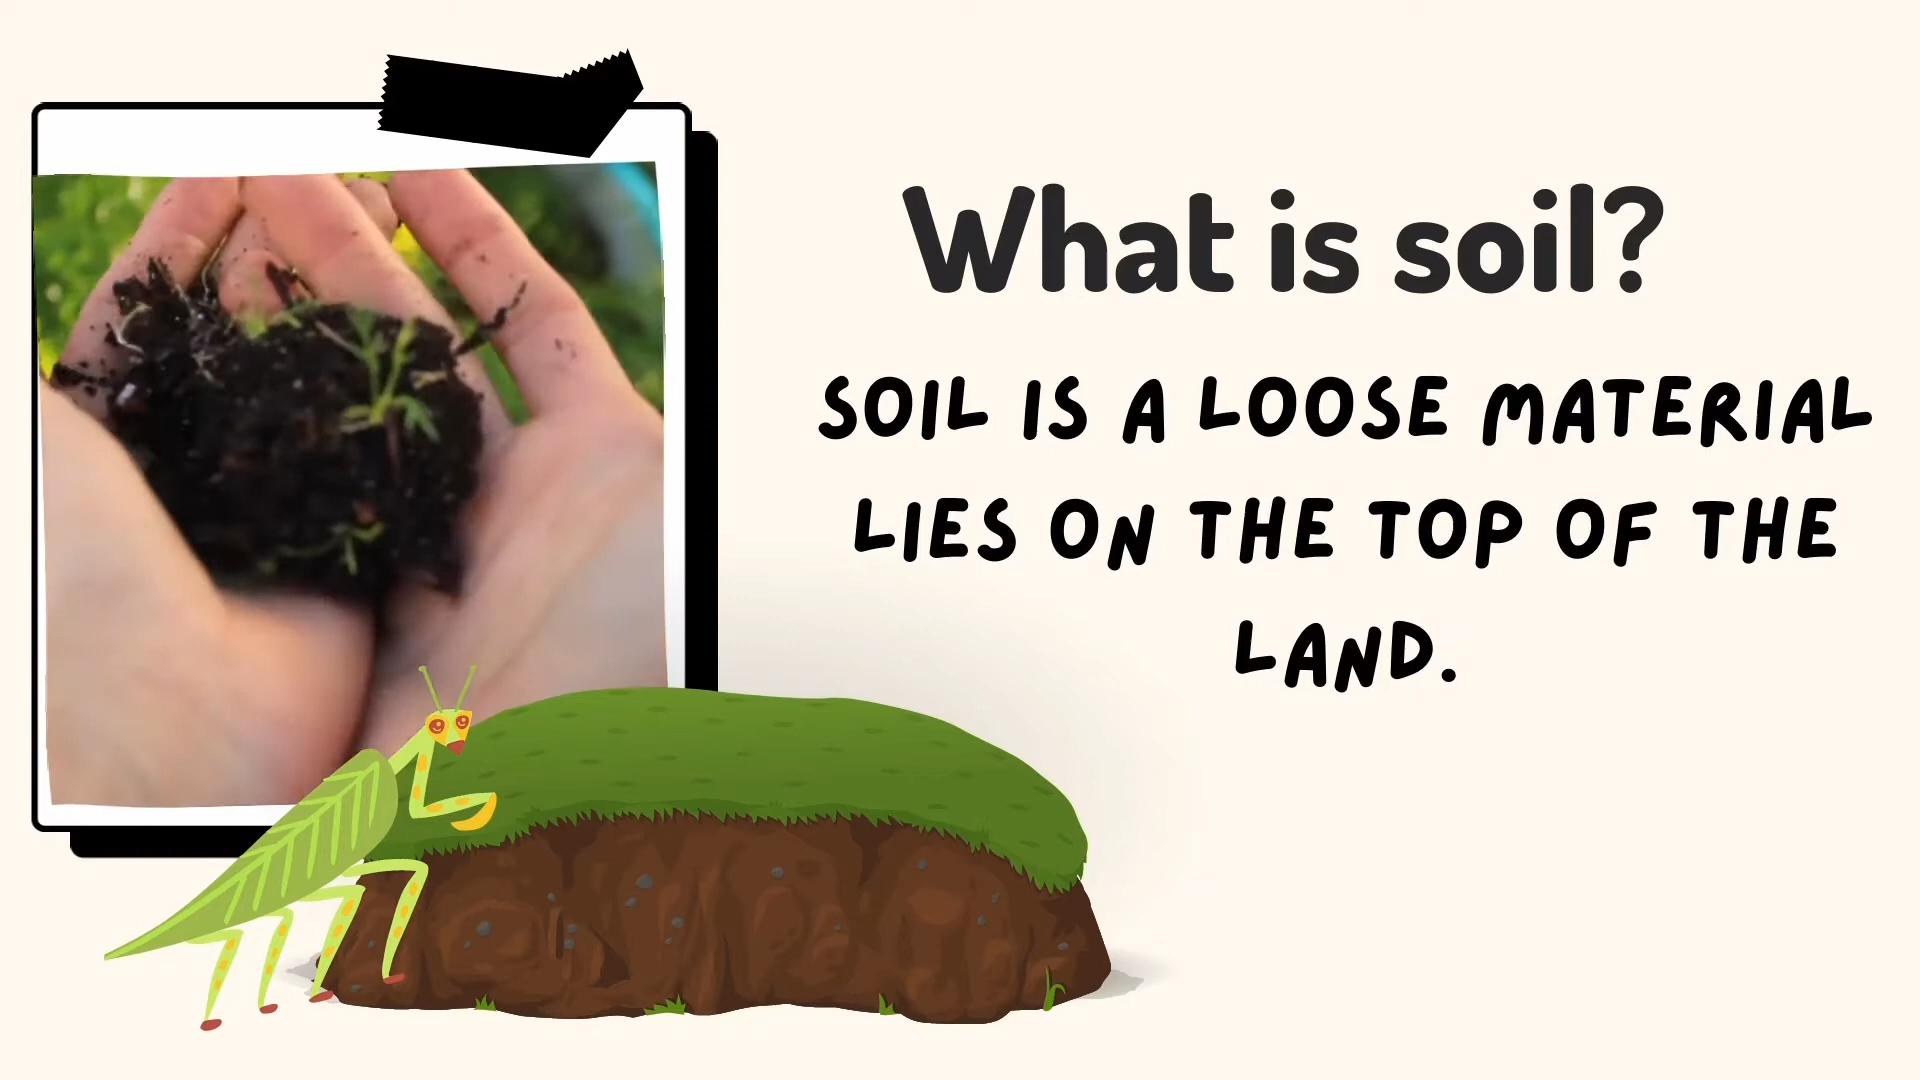 What is soil?
SOIL IS A LOOSE MATERIAL
LIES ON THE TOP OF THE
LAND.